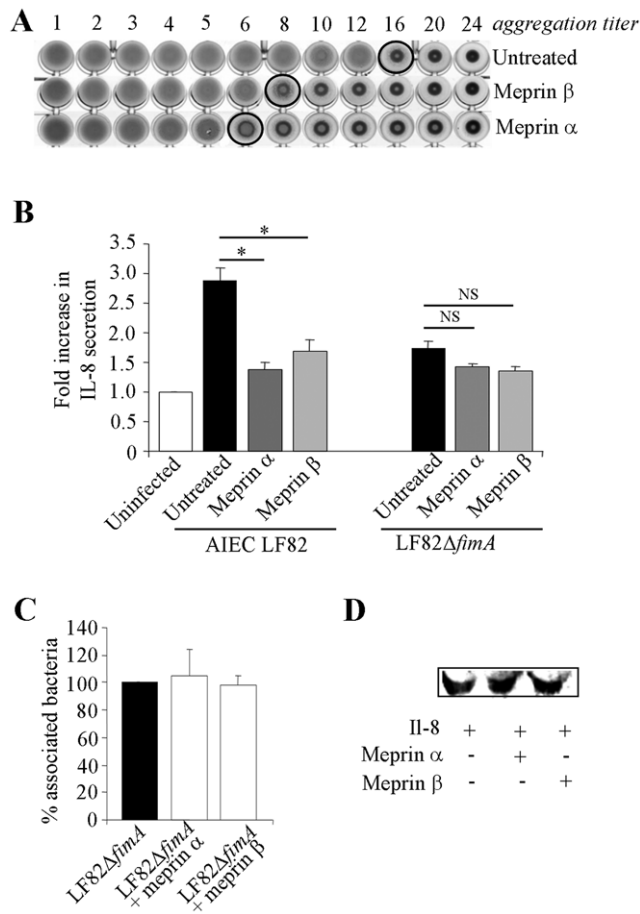 A 1 2 3 4 5 6 8 10 12 16 20 24 aggregation titer
Untreated
Meprin β
Meprin α
B
Fold increase in
IL-8 secretion
3.5
3.0
2.5
2.0
1.5
1.0
0.5
0
*
*
NS
NS
Uninfected
Untreated
Meprin α
Meprin β
Untreated
Meprin α
Meprin β
AIEC LF82
LF82ΔfimA
C
% associated bacteria
140
120
100
80
60
40
20
0
LF82ΔfimA
LF82ΔfimA
+ meprin α
LF82ΔfimA
+ meprin β
D
Il-8 + + +
Meprin α - + -
Meprin β - - +